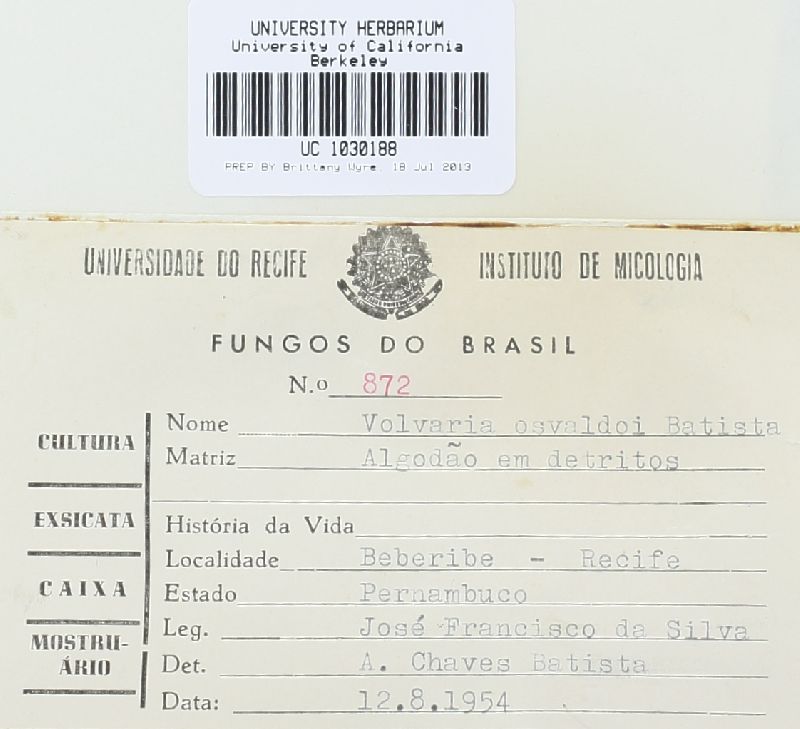 UNIVERSITY HERBARIUM
University of California
Berkeley
UC 1030188
PREP BY Brittany Wyre, 18 Jul 2013
UNIVERSIDADE DO RECIFE INSTITUTO DE MICOLOGIA
FUNGOS DO BRASIL
N.o 872
CULTURA
EXSICATA
CAIXA
MOSTRU-
ÁRIO
Nome Volvaria osvaldoi Batista
Matriz Algodão em detritos
História da Vida
Localidade Beberibe - Recife
Estado Pernambuco
Leg. José Francisco da Silva
Det. A. Chaves Batista
Data: 12.8.1954